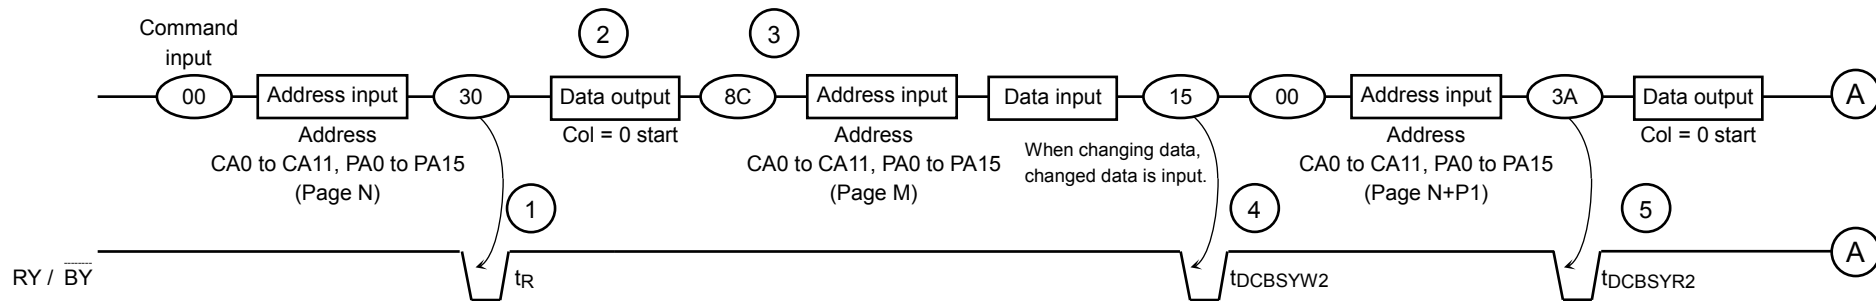 Command
input
2
3
00
Address input
30
Data output
8C
Address input
Data input
15
00
Address input
3A
Data output
A
Address
CA0 to CA11, PA0 to PA15
(Page N)
Col = 0 start
Address
CA0 to CA11, PA0 to PA15
(Page M)
When changing data,
changed data is input.
Address
CA0 to CA11, PA0 to PA15
(Page N+P1)
Col = 0 start
1
4
5
RY / BY
tR
tDCBSYW2
tDCBSYR2
A